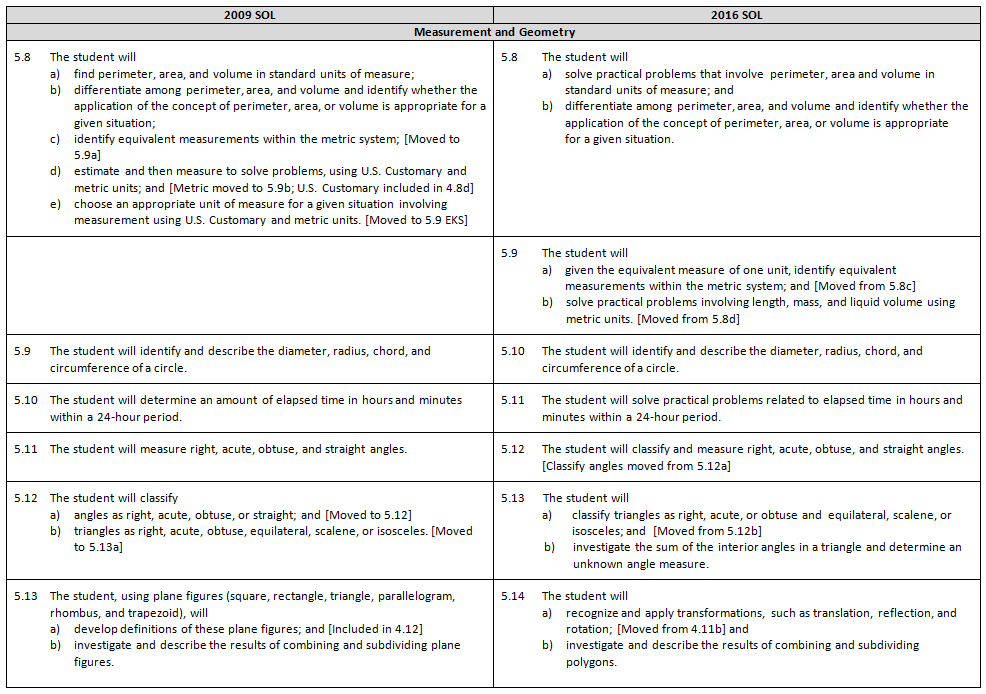 2009 SOL
2016 SOL
Measurement and Geometry
5.8 The student will
a) find perimeter, area, and volume in standard units of measure;
b) differentiate among perimeter, area, and volume and identify whether the
application of the concept of perimeter, area, or volume is appropriate for a
given situation;
c) identify equivalent measurements within the metric system; [Moved to
5.9a]
d) estimate and then measure to solve problems, using U.S. Customary and
metric units; and [Metric moved to 5.9b; U.S. Customary included in 4.8d]
e) choose an appropriate unit of measure for a given situation involving
measurement using U.S. Customary and metric units. [Moved to 5.9 EKS]
5.8 The student will
a) solve practical problems that involve perimeter, area and volume in
standard units of measure; and
b) differentiate among perimeter, area, and volume and identify whether the
application of the concept of perimeter, area, or volume is appropriate
for a given situation.
5.9 The student will
a) given the equivalent measure of one unit, identify equivalent
measurements within the metric system; and [Moved from 5.8c]
b) solve practical problems involving length, mass, and liquid volume using
metric units. [Moved from 5.8d]
5.9 The student will identify and describe the diameter, radius, chord, and
circumference of a circle.
5.10 The student will identify and describe the diameter, radius, chord, and
circumference of a circle.
5.10 The student will determine an amount of elapsed time in hours and minutes
within a 24-hour period.
5.11 The student will solve practical problems related to elapsed time in hours and
minutes within a 24-hour period.
5.11 The student will measure right, acute, obtuse, and straight angles.
5.12 The student will classify and measure right, acute, obtuse, and straight angles.
[Classify angles moved from 5.12a]
5.12 The student will classify
a) angles as right, acute, obtuse, or straight; and [Moved to 5.12]
b) triangles as right, acute, obtuse, equilateral, scalene, or isosceles. [Moved
to 5.13a]
5.13 The student will
a) classify triangles as right, acute, or obtuse and equilateral, scalene, or
isosceles; and [Moved from 5.12b]
b) investigate the sum of the interior angles in a triangle and determine an
unknown angle measure.
5.13 The student, using plane figures (square, rectangle, triangle, parallelogram,
rhombus, and trapezoid), will
a) develop definitions of these plane figures; and [Included in 4.12]
b) investigate and describe the results of combining and subdividing plane
figures.
5.14 The student will
a) recognize and apply transformations, such as translation, reflection, and
rotation; [Moved from 4.11b] and
b) investigate and describe the results of combining and subdividing
polygons.